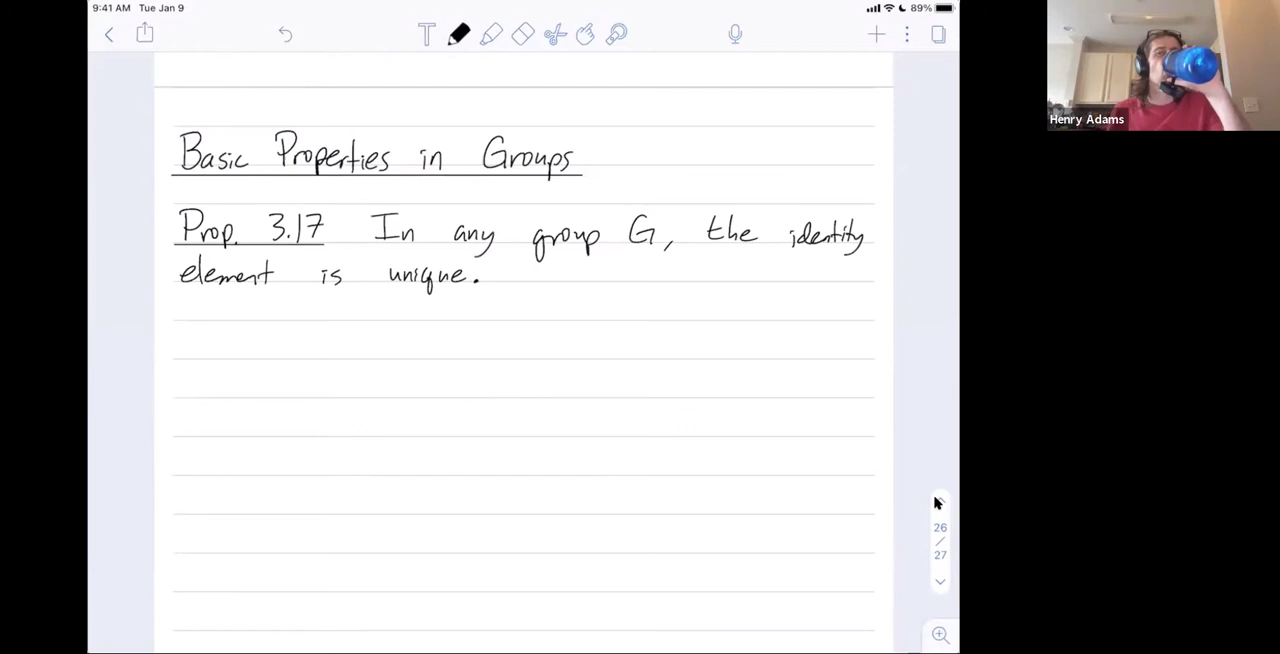 9:41 AM Tue Jan 9
89%
T
Henry Adams
Basic Properties in Groups
Prop. 3.17 In any group G, the identity
element is unique.
26
/
27